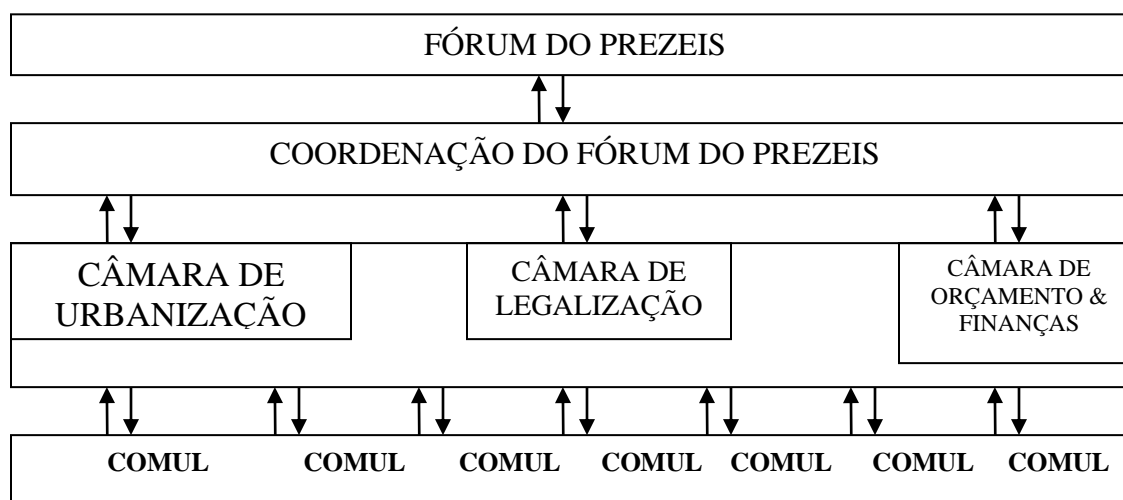 FÓRUM DO PREZEIS
COORDENAÇÃO DO FÓRUM DO PREZEIS
CÂMARA DE
URBANIZAÇÃO
CÂMARA DE
LEGALIZAÇÃO
CÂMARA DE
ORÇAMENTO &
FINANÇAS
COMUL COMUL COMUL COMUL COMUL COMUL COMUL